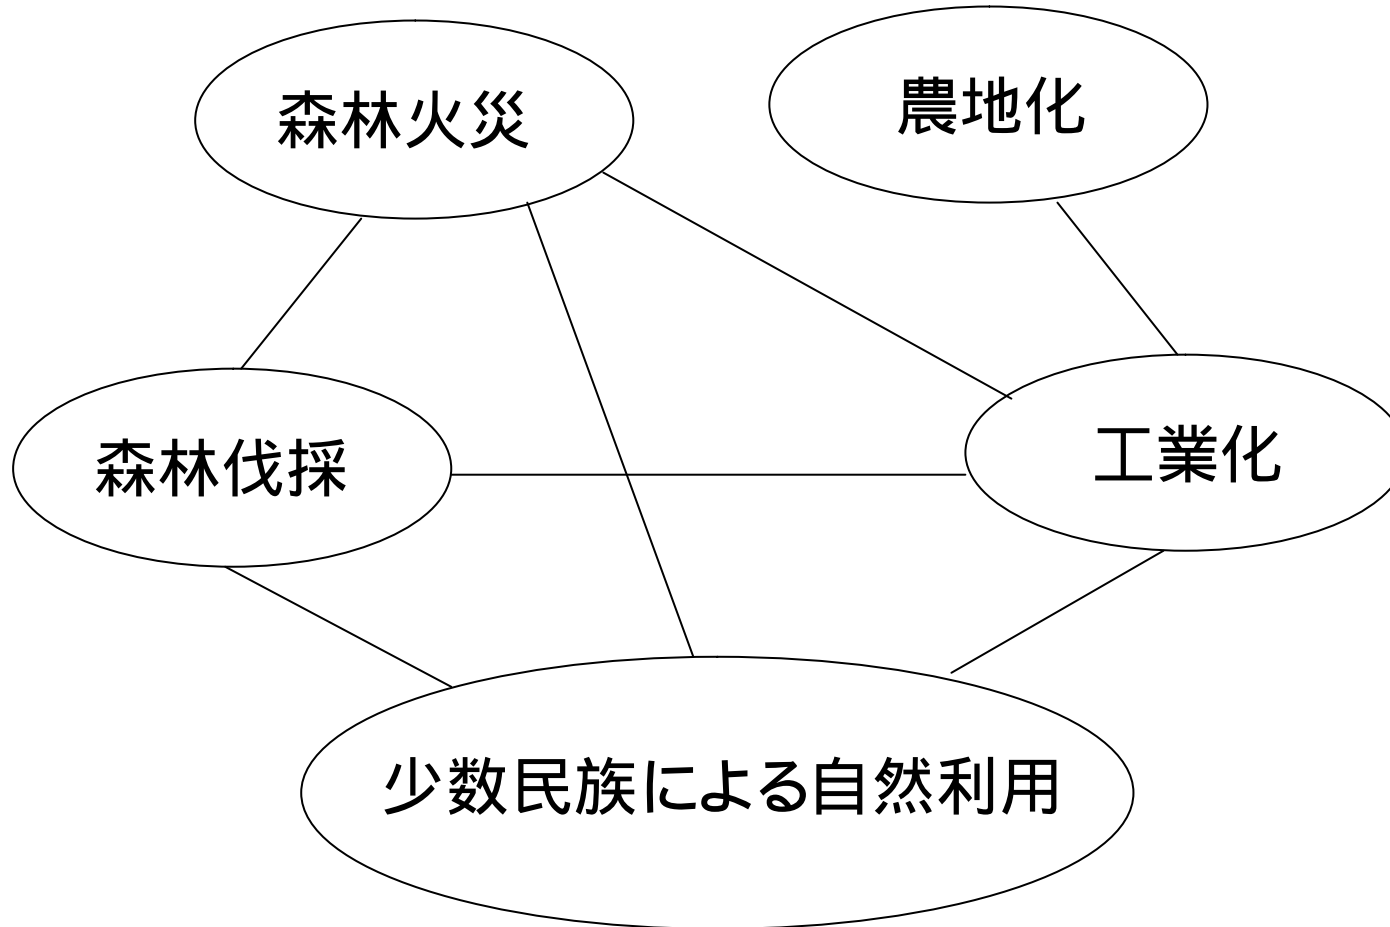 森林火災
農地化
森林伐採
工業化
少数民族による自然利用